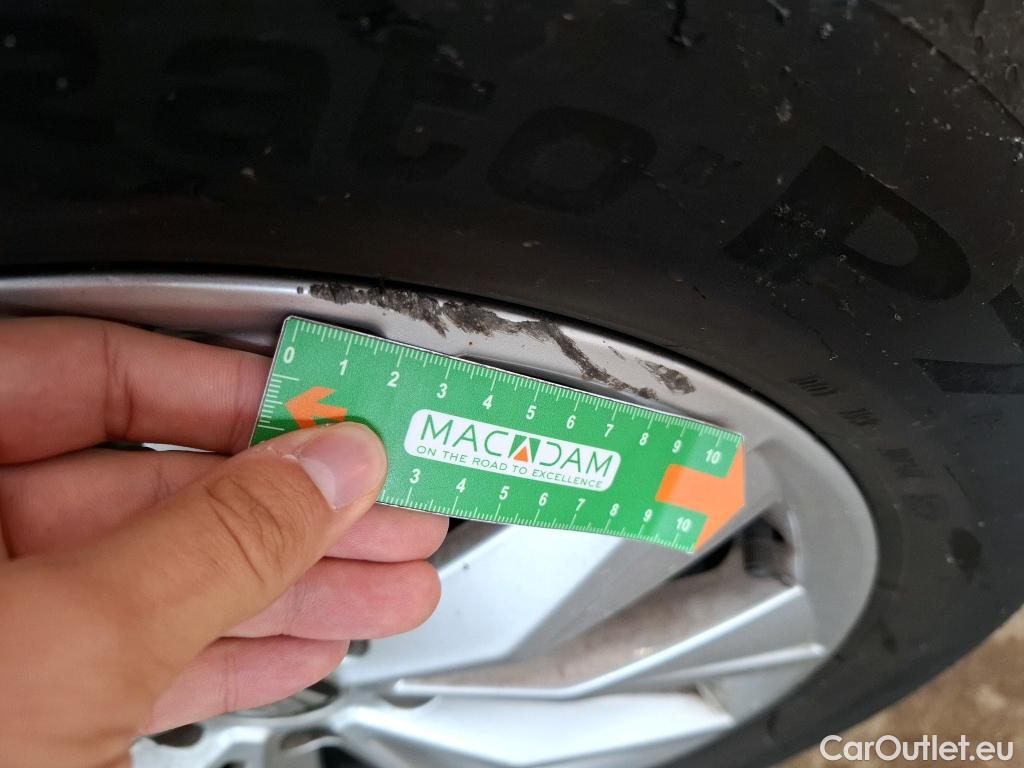 0 1 2 3 4 5 6 7 8 9 10
MACADAM
ON THE ROAD TO EXCELLENCE
3 4 5 6 7 8 9 10
CarOutlet.eu